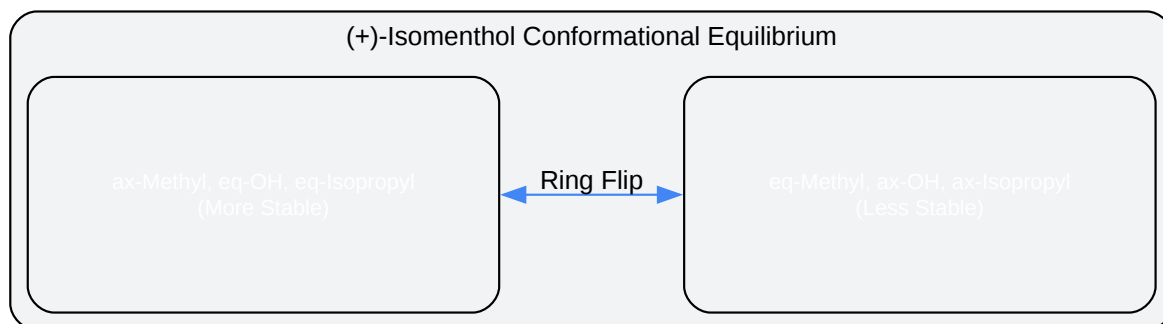 (+)-Isomenthol Conformational Equilibrium
ax-Methyl, eq-OH, eq-Isopropyl
(More Stable)
Ring Flip
eq-Methyl, ax-OH, ax-Isopropyl
(Less Stable)